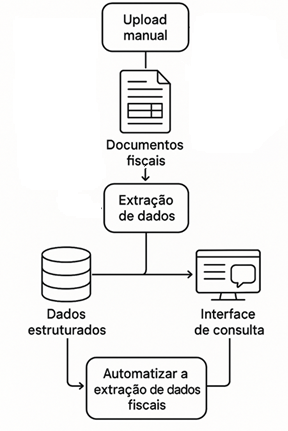 Upload
manual
Documentos
fiscais
Extração
de dados
Dados
estruturados
Interface
de consulta
Automatizar a
extração de dados
fiscais